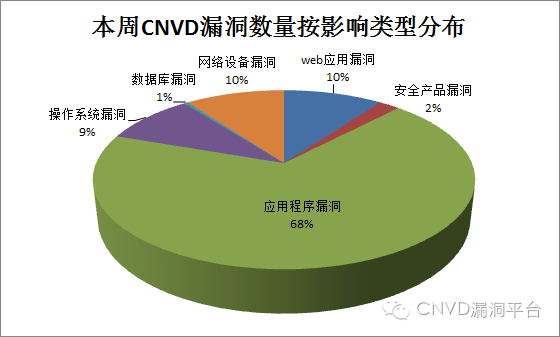 本周CNVD漏洞数量按影响类型分布
网络设备漏洞
10%
web应用漏洞
10%
数据库漏洞
1%
安全产品漏洞
2%
操作系统漏洞
9%
应用程序漏洞
68%
CNVD漏洞平台